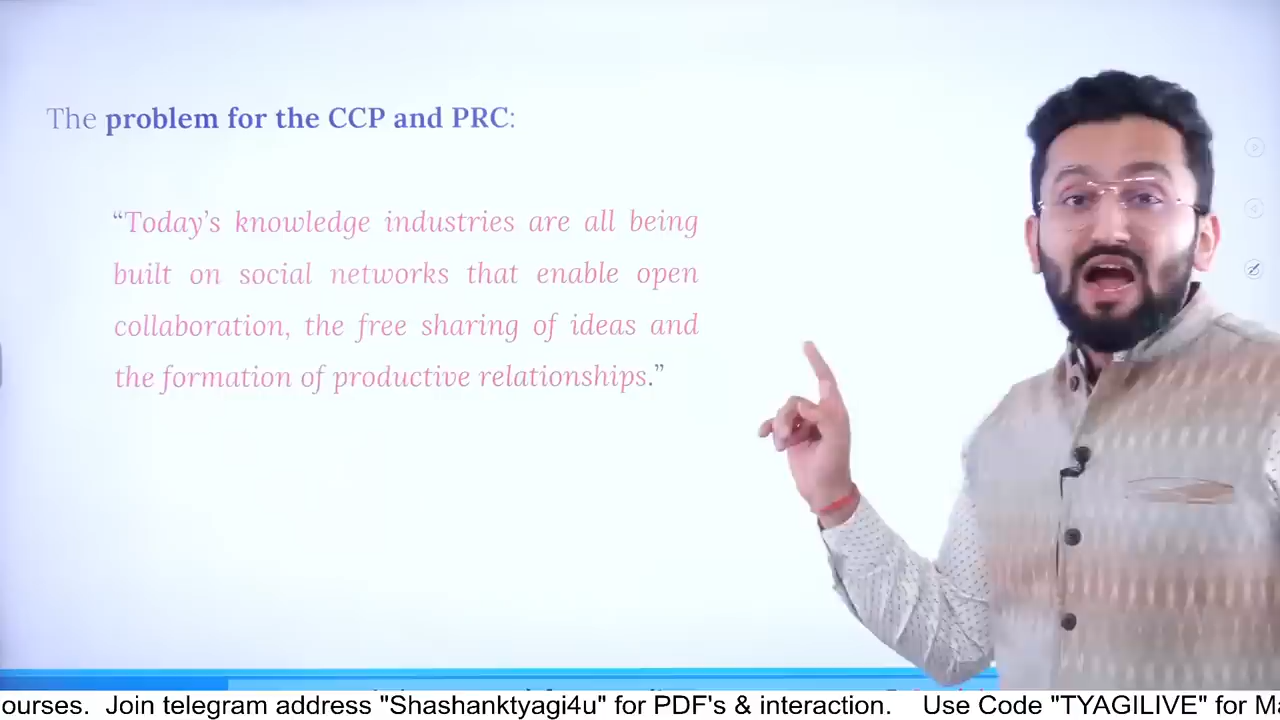 The problem for the CCP and PRC:
“Today’s knowledge industries are all being
built on social networks that enable open
collaboration, the free sharing of ideas and
the formation of productive relationships.”
ourses. Join telegram address "Shashanktyagi4u" for PDF's & interaction. Use Code "TYAGILIVE" for Ma